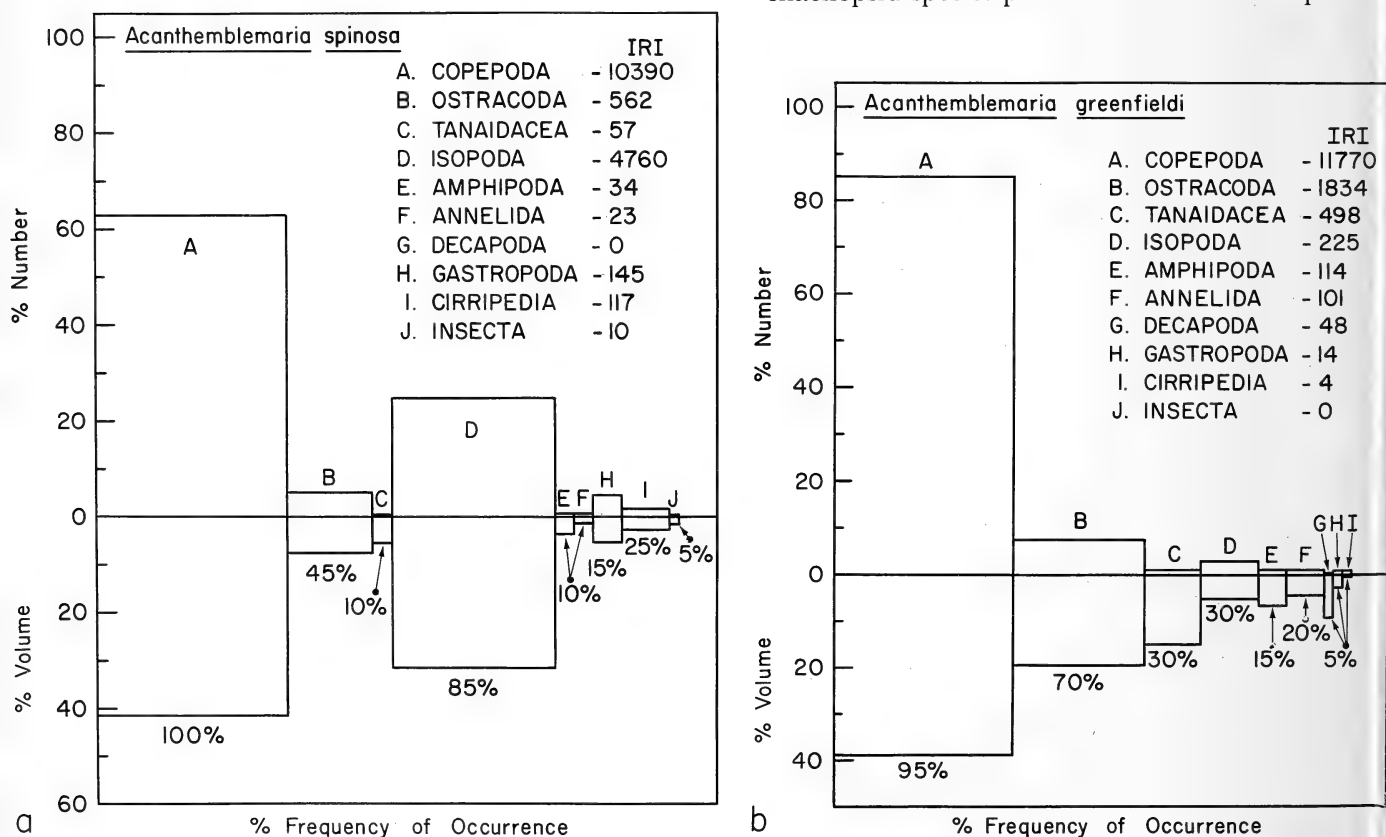 100
Acanthemblemaria spinosa
IRI
A. COPEPODA - 10390
B. OSTRACODA - 562
C. TANAIDACEA - 57
D. ISOPODA - 4760
E. AMPHIPODA - 34
F. ANNELIDA - 23
G. DECAPODA - 0
H. GASTROPODA - 145
I. CIRRIPEDIA - 117
J. INSECTA - 10
80
60
40
20
0
20
40
60
% Number
% Volume
A
B
C
D
E
F
H
I
J
100%
45%
10%
85%
10%
15%
25%
5%
a
% Frequency of Occurrence
100
Acanthemblemaria greenfieldi
IRI
A. COPEPODA - 11770
B. OSTRACODA - 1834
C. TANAIDACEA - 498
D. ISOPODA - 225
E. AMPHIPODA - 114
F. ANNELIDA - 101
G. DECAPODA - 48
H. GASTROPODA - 14
I. CIRRIPEDIA - 4
J. INSECTA - 0
80
60
40
20
0
20
40
% Number
% Volume
A
B
C
D
E
F
G H I
95%
70%
30%
30%
15%
20%
5%
b
% Frequency of Occurrence